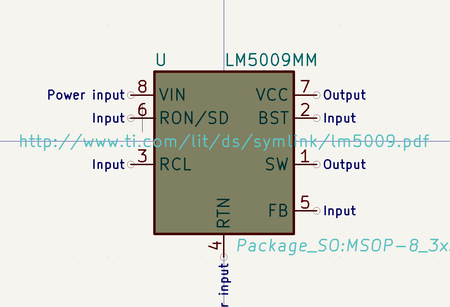 U LM5009MM
Power input 8 VIN VCC 7 Output
Input 6 RON/SD BST 2 Input
http://www.ti.com/lit/ds/symlink/lm5009.pdf
Input 3 RCL SW 1 Output
RTN FB 5 Input
4 Package_SO:MSOP-8_3x
input